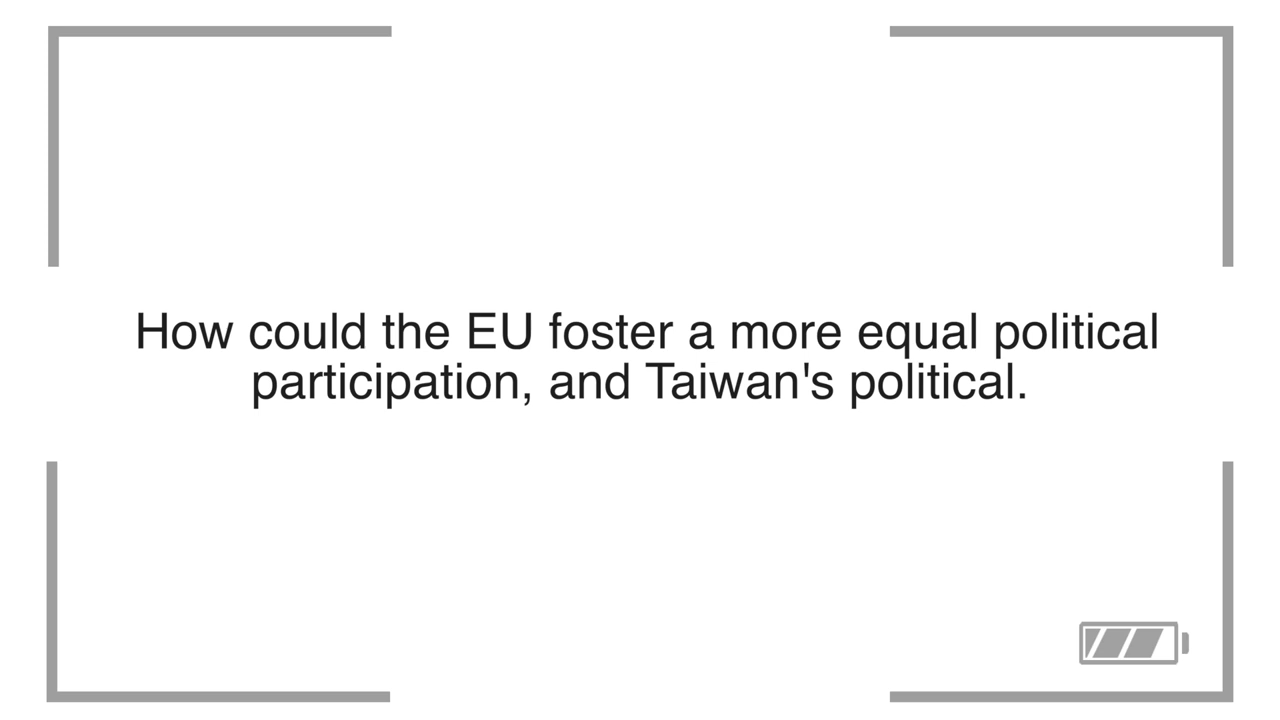 How could the EU foster a more equal political
participation, and Taiwan's political.